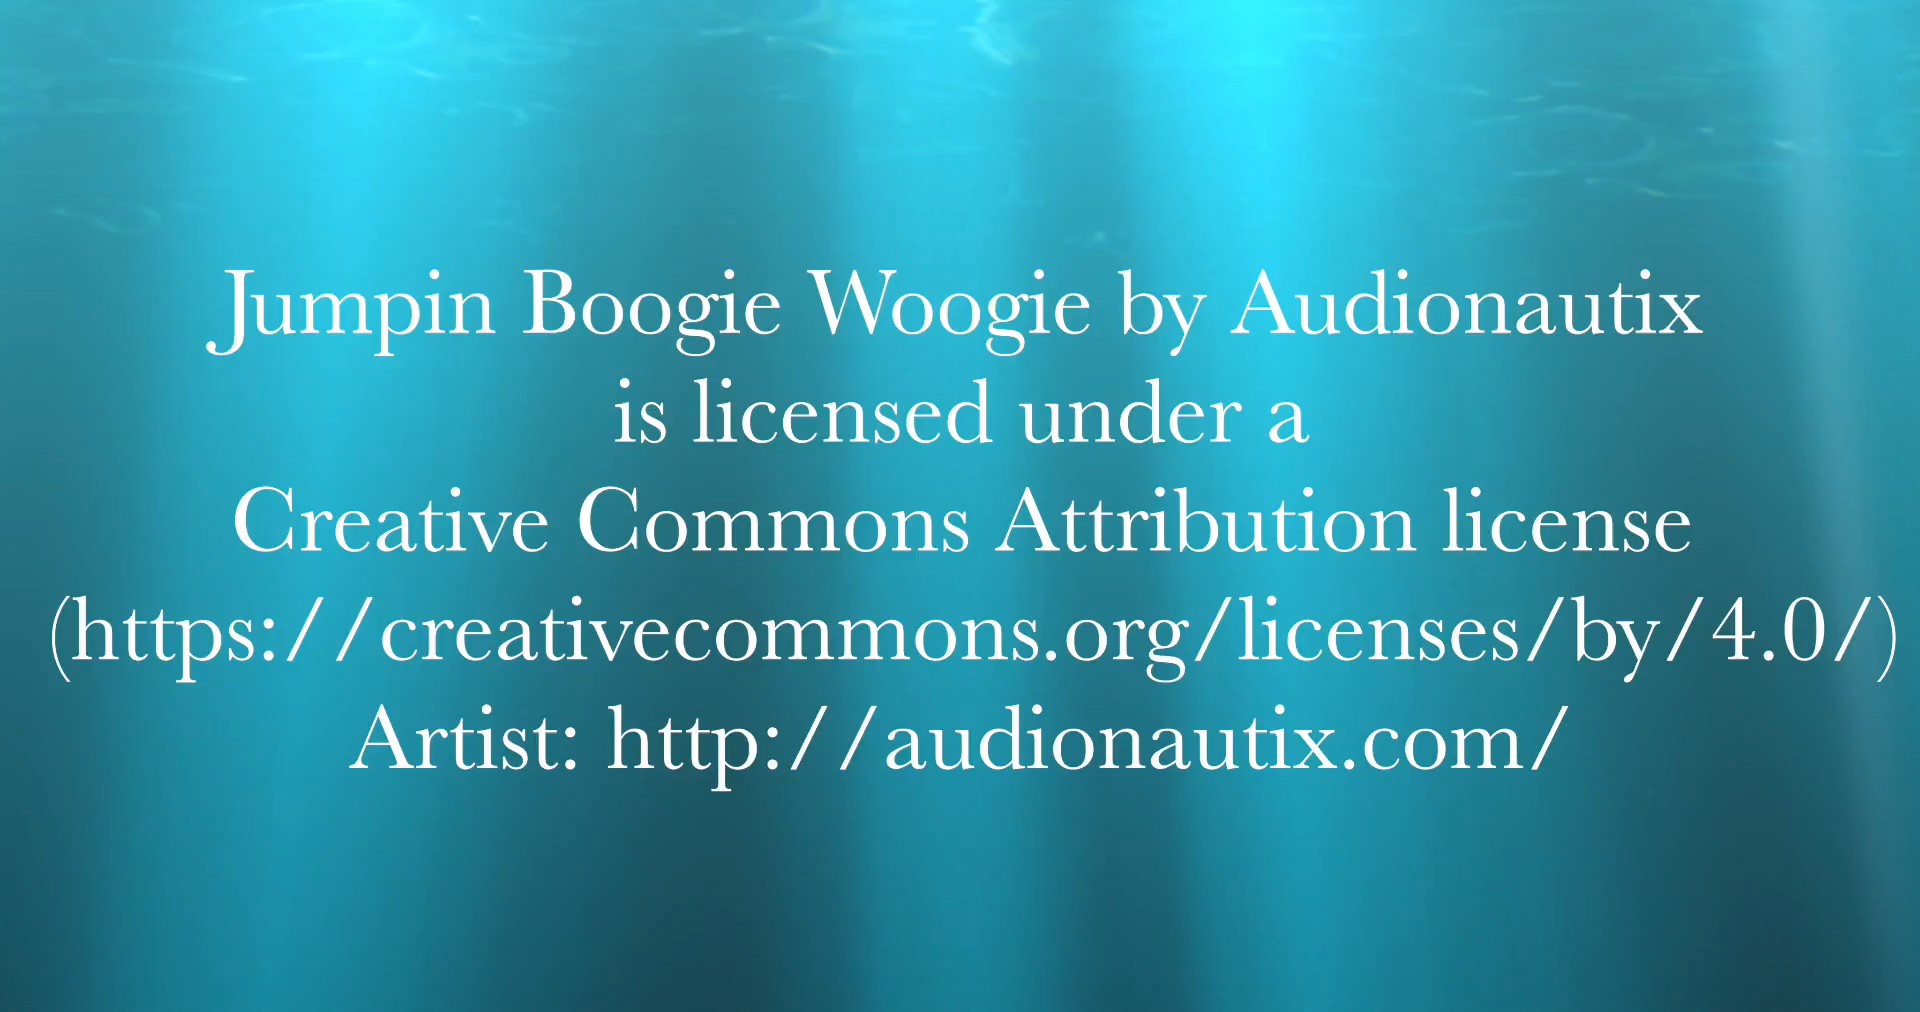 Jumpin Boogie Woogie by Audionautix
is licensed under a
Creative Commons Attribution license
(https://creativecommons.org/licenses/by/4.0/)
Artist: http://audionautix.com/